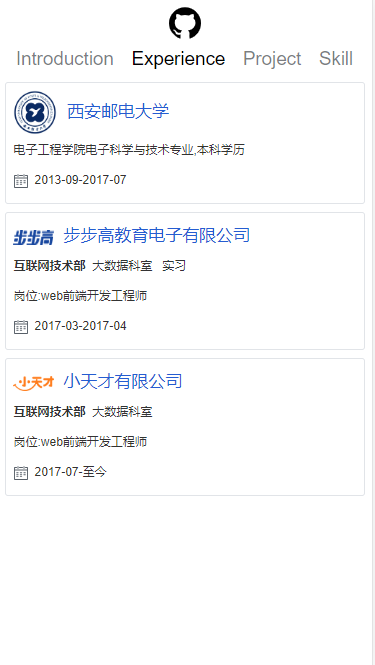 Introduction Experience Project Skill
西安邮电大学
电子工程学院电子科学与技术专业,本科学历
2013-09-2017-07
步步高 步步高教育电子有限公司
互联网技术部 大数据科室 实习
岗位:web前端开发工程师
2017-03-2017-04
小天才 小天才有限公司
互联网技术部 大数据科室
岗位:web前端开发工程师
2017-07-至今